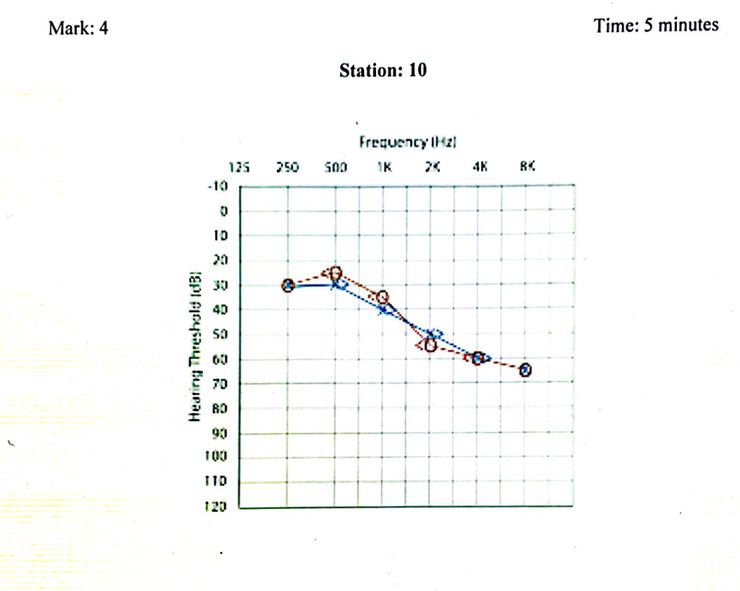 Mark: 4
Time: 5 minutes
Station: 10
Frequency (Hz)
125 250 500 1K 2K 4K 8K
-10
0
10
20
30
40
50
60
70
80
90
100
110
120
Hearing Threshold (dB)